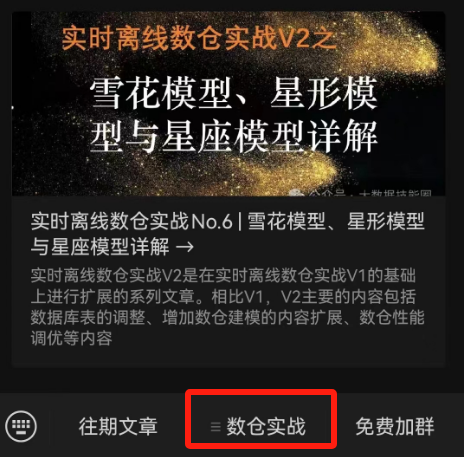 实时离线数仓实战V2之
雪花模型、星形模
型与星座模型详解
公众号 · 大数据技能圈
实时离线数仓实战No.6 | 雪花模型、星形模型
与星座模型详解 →
实时离线数仓实战V2是在实时离线数仓实战V1的基础
上进行扩展的系列文章。相比V1，V2主要的内容包括
数据库表的调整、增加数仓建模的内容扩展、数仓性能
调优等内容
往期文章
数仓实战
免费加群